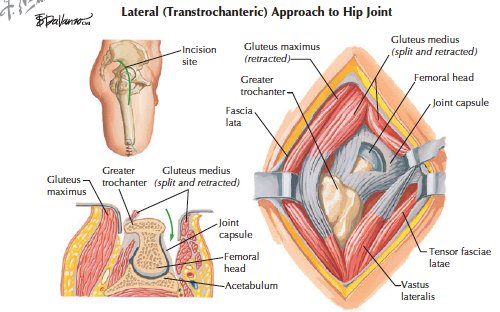 Lateral (Transtrochanteric) Approach to Hip Joint
Incision
site
Gluteus maximus
(retracted)
Gluteus medius
(split and retracted)
Greater
trochanter
Femoral head
Joint capsule
Fascia
lata
Gluteus
maximus
Greater
trochanter
Gluteus medius
(split and retracted)
Joint
capsule
Femoral
head
Acetabulum
Tensor fasciae
latae
Vastus
lateralis